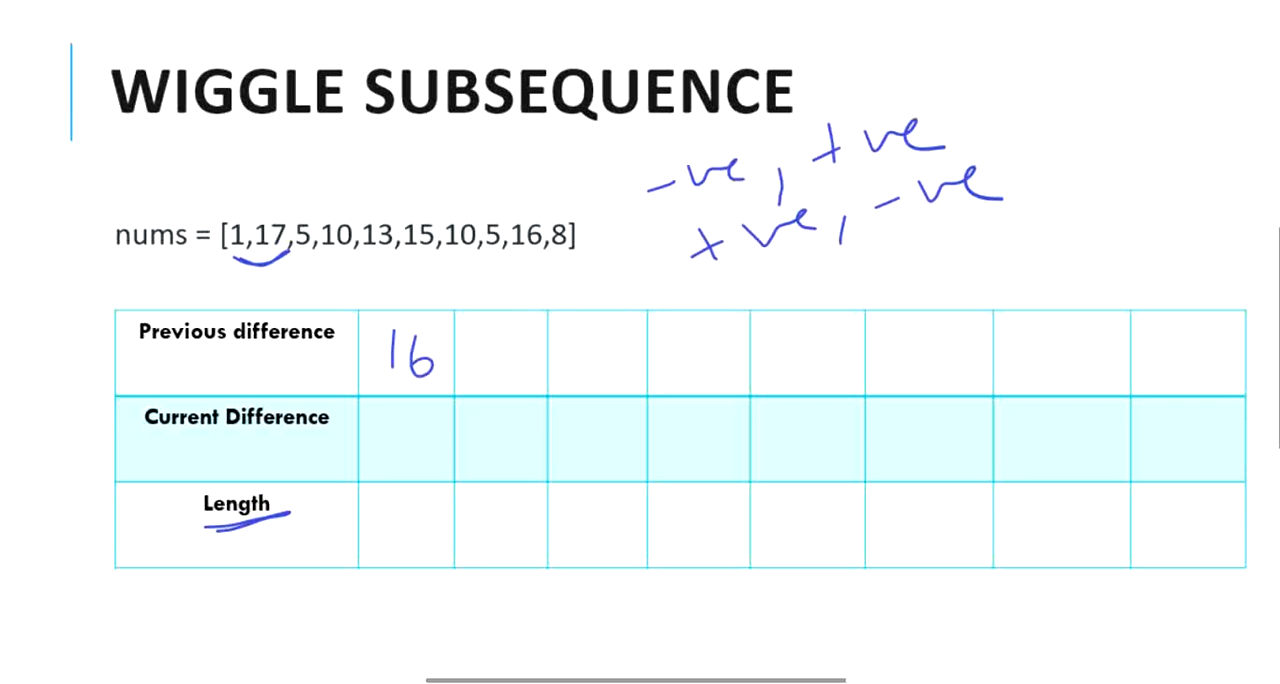 WIGGLE SUBSEQUENCE
-ve, +ve
+ve, -ve
nums = [1,17,5,10,13,15,10,5,16,8]
Previous difference 16
Current Difference
Length